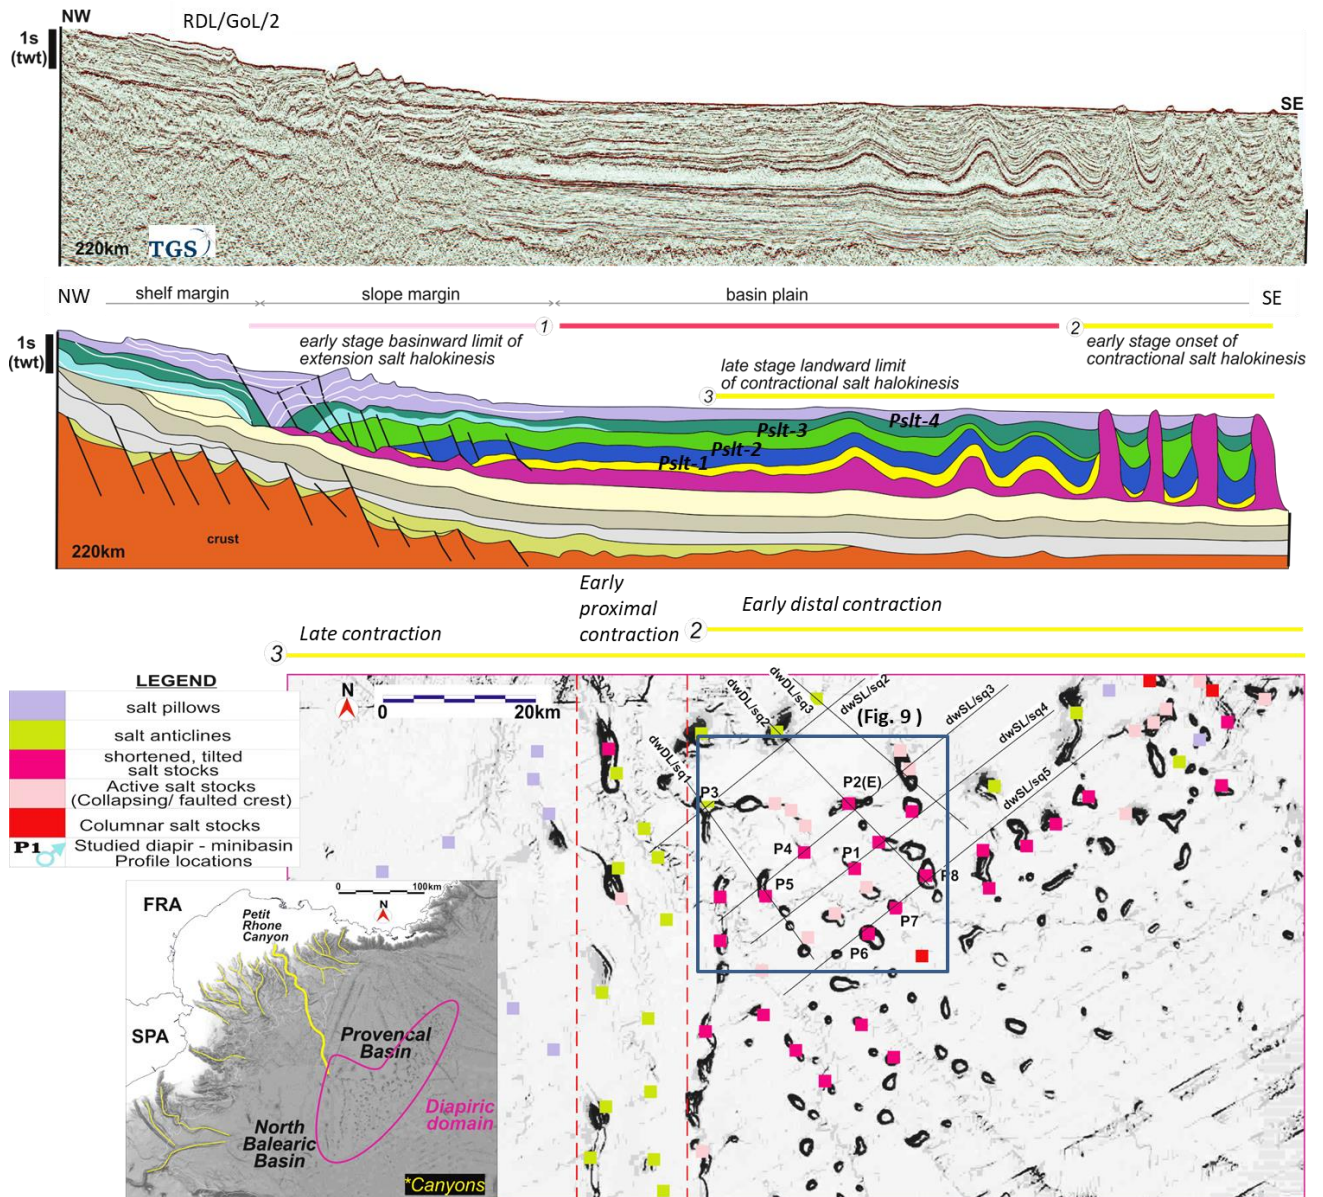 NW
RDL/GoL/2
1s
(twt)
SE
220km
TGS
NW
shelf margin
slope margin
basin plain
SE
1
2
1s
(twt)
early stage basinward limit of
extension salt halokinesis
early stage onset of
contractional salt halokinesis
late stage landward limit
of contractional salt halokinesis
3
Pslt-4
Pslt-3
Pslt-2
Pslt-1
crust
220km
Early
proximal
contraction
Early distal contraction
2
Late contraction
3
LEGEND
salt pillows
salt anticlines
shortened, tilted
salt stocks
Active salt stocks
(Collapsing/ faulted crest)
Columnar salt stocks
P1
Studied diapir - minibasin
Profile locations
N
0
20km
dwDL/sq2
dwDL/sq3
dwSL/sq2
(Fig. 9 )
dwSL/sq3
dwSL/sq4
dwDL/sq1
dwSL/sq5
P3
P2(E)
P4
P1
P5
P8
P7
P6
0
100km
N
FRA
Petit
Rhone
Canyon
SPA
Provencal
Basin
Diapiric
domain
North
Balearic
Basin
*Canyons